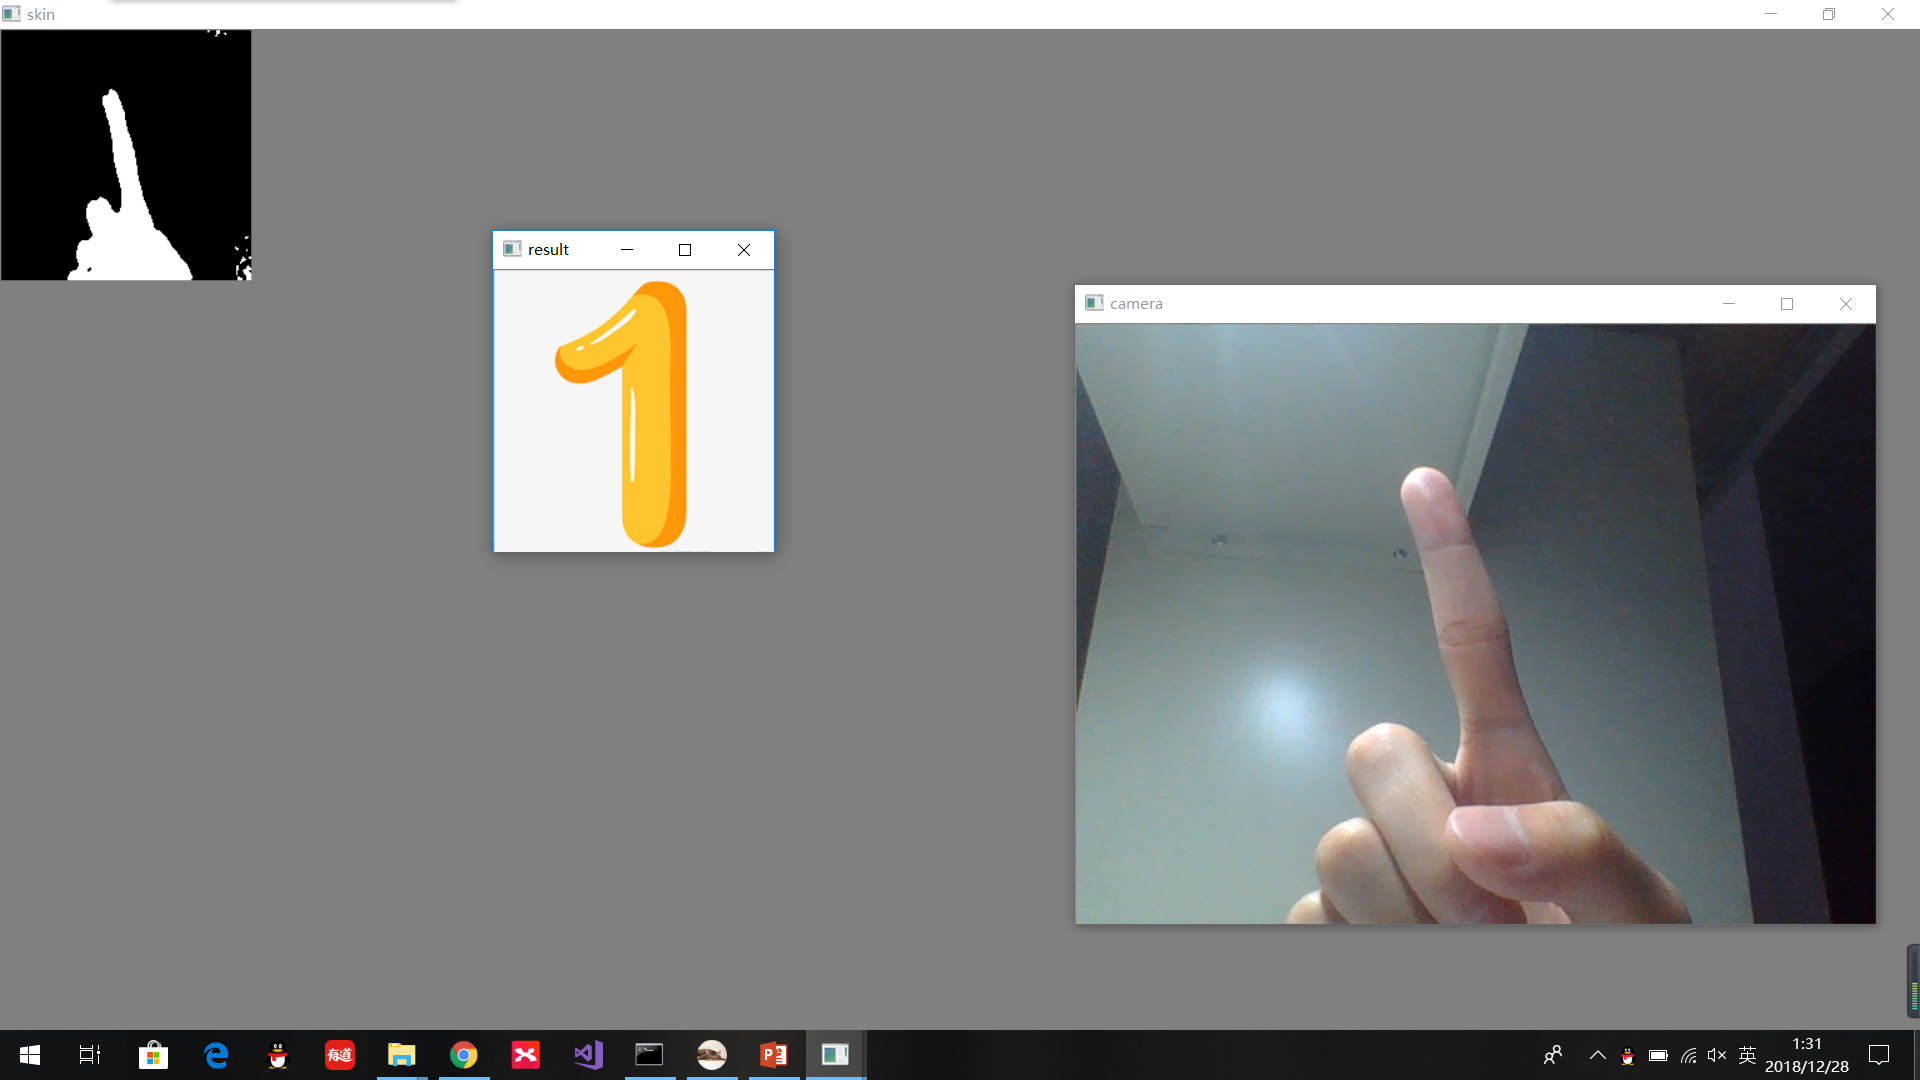 skin
result
1
camera
有道
P
英
1:31
2018/12/28